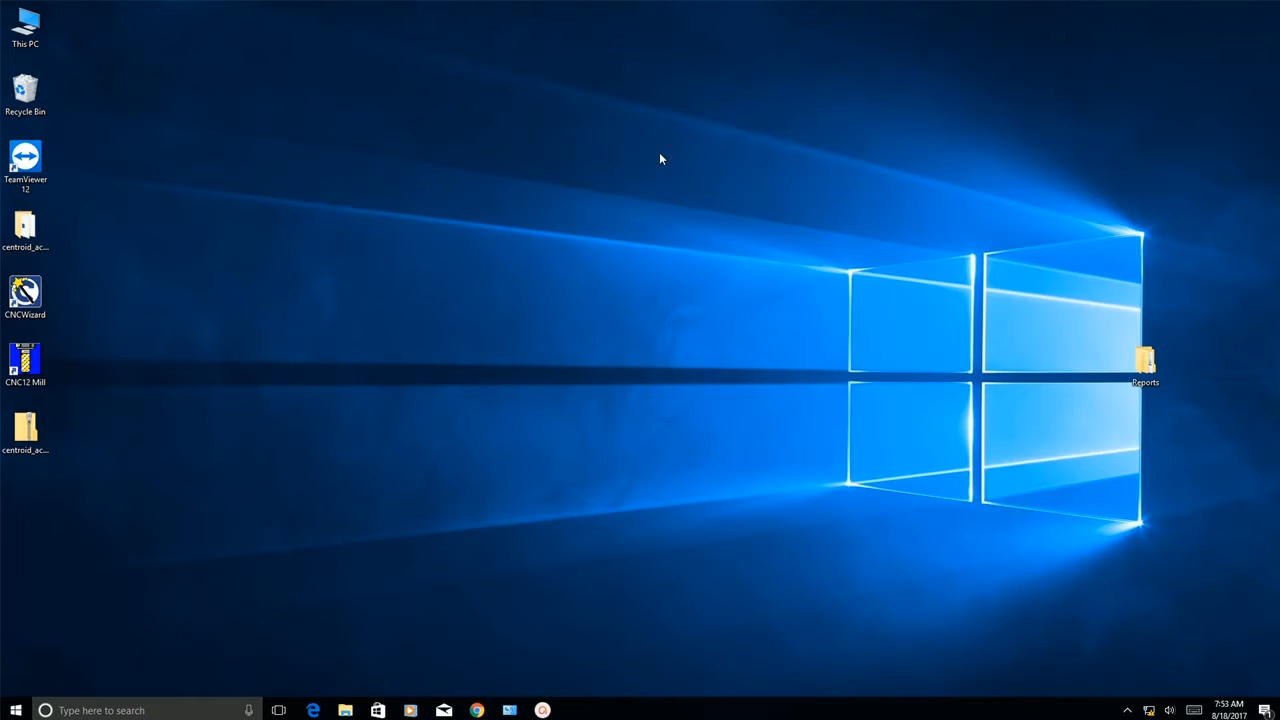 This PC
Recycle Bin
TeamViewer
12
centroid_ac...
CNCWizard
CNC12 Mill
centroid_ac...
Reports
Type here to search
7:53 AM
8/18/2017